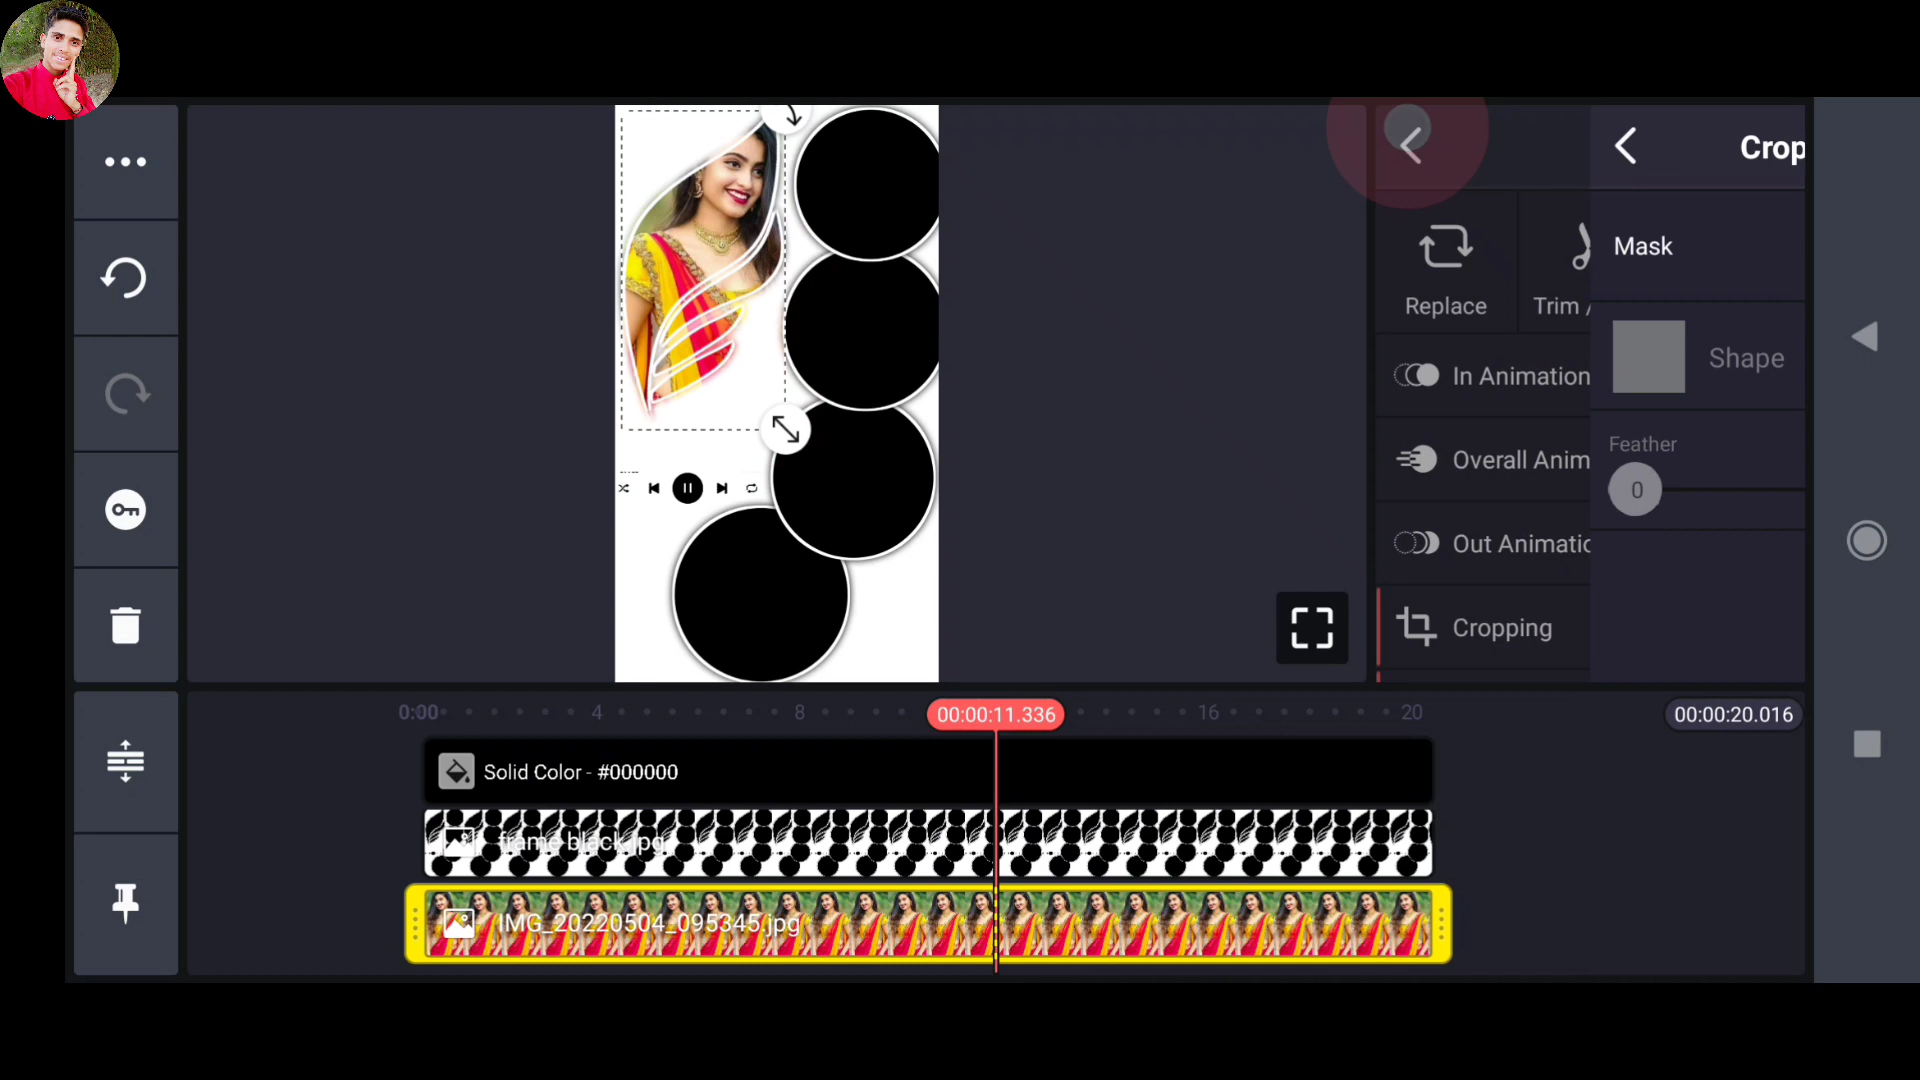 Crop
Mask
Replace
Trim /
Shape
In Animation
Feather
0
Overall Anim
Out Animatic
Cropping
0:00
4
8
00:00:11.336
16
20
00:00:20.016
Solid Color - #000000
frame black.jpg
IMG_20220504_095345.jpg